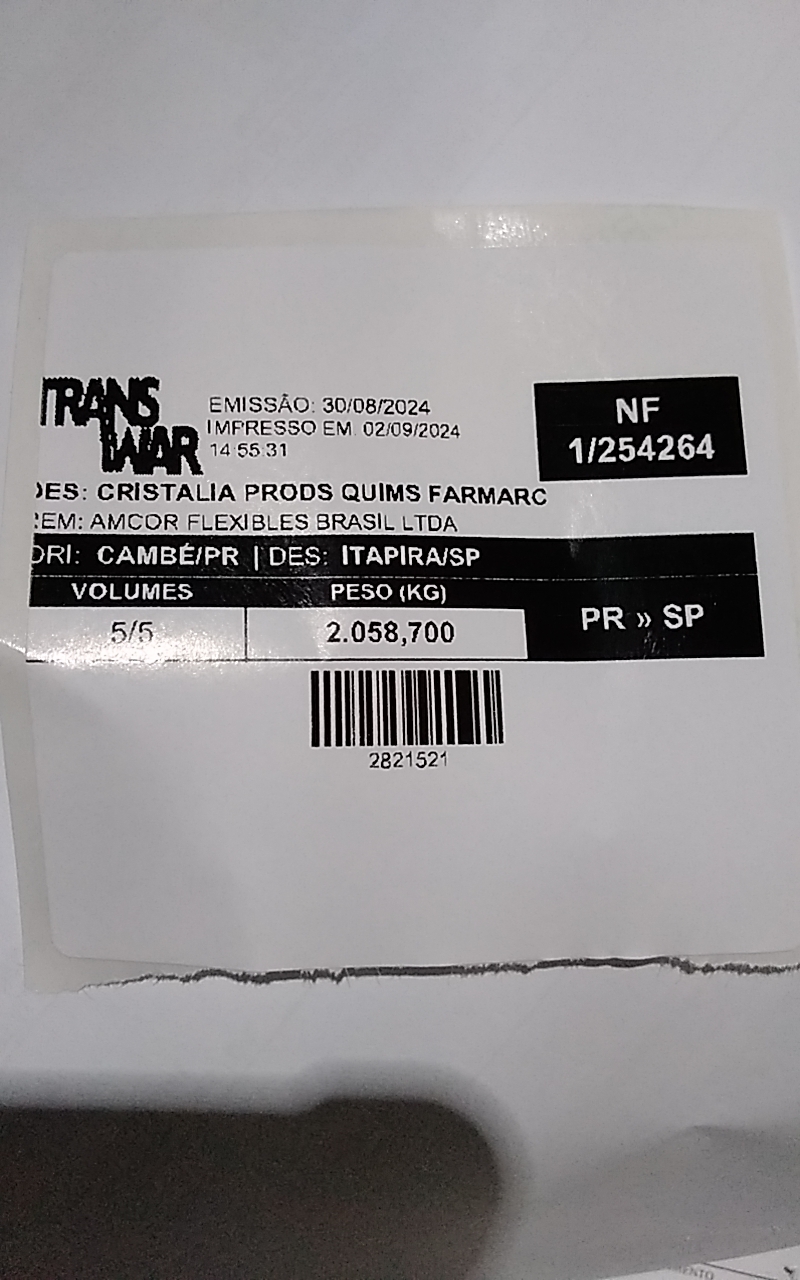 TRANS
WAR
EMISSÃO: 30/08/2024
IMPRESSO EM 02/09/2024
14:55:31
NF
1/254264
DES: CRISTALIA PRODS QUIMS FARMARC
REM: AMCOR FLEXIBLES BRASIL LTDA
ORI: CAMBÉ/PR | DES: ITAPIRA/SP
VOLUMES PESO (KG)
5/5 2.058,700
PR » SP
2821521